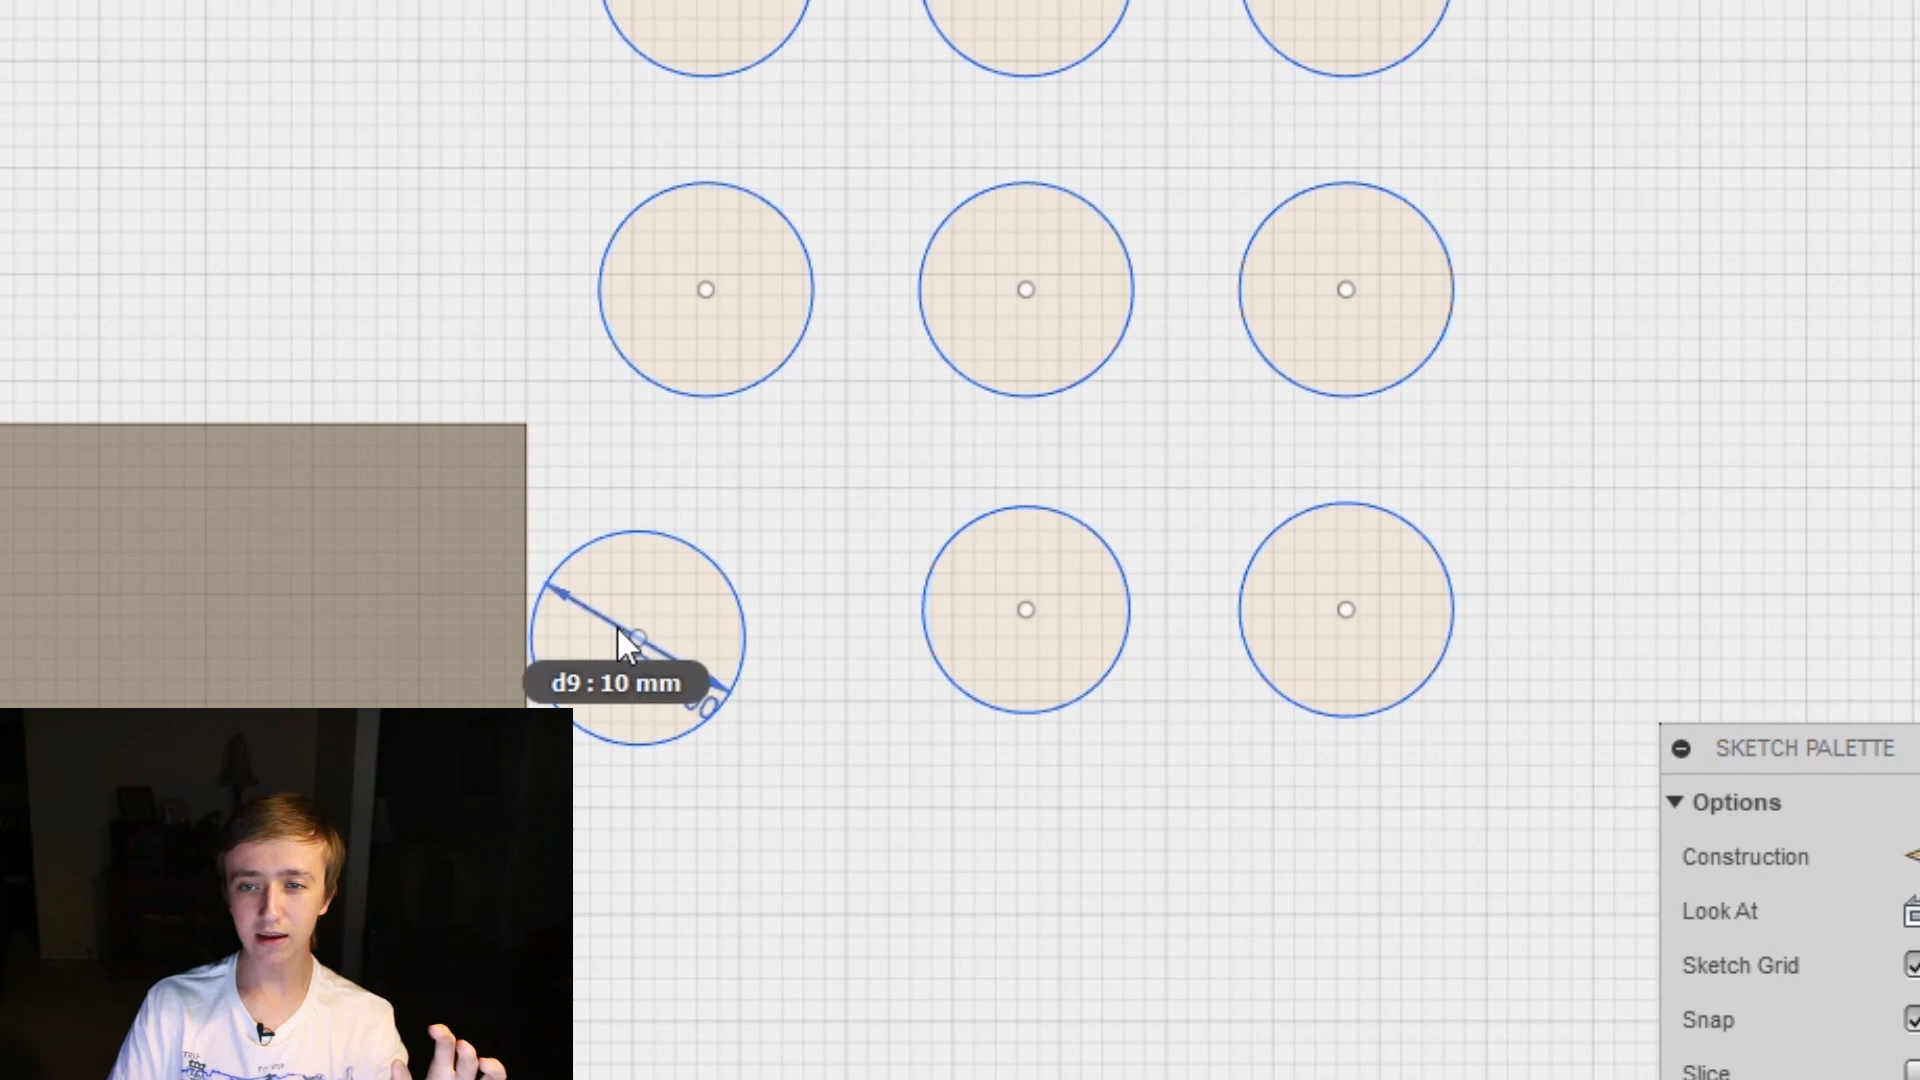 d9 : 10 mm
SKETCH PALETTE
Options
Construction
Look At
Sketch Grid
Snap
Slice